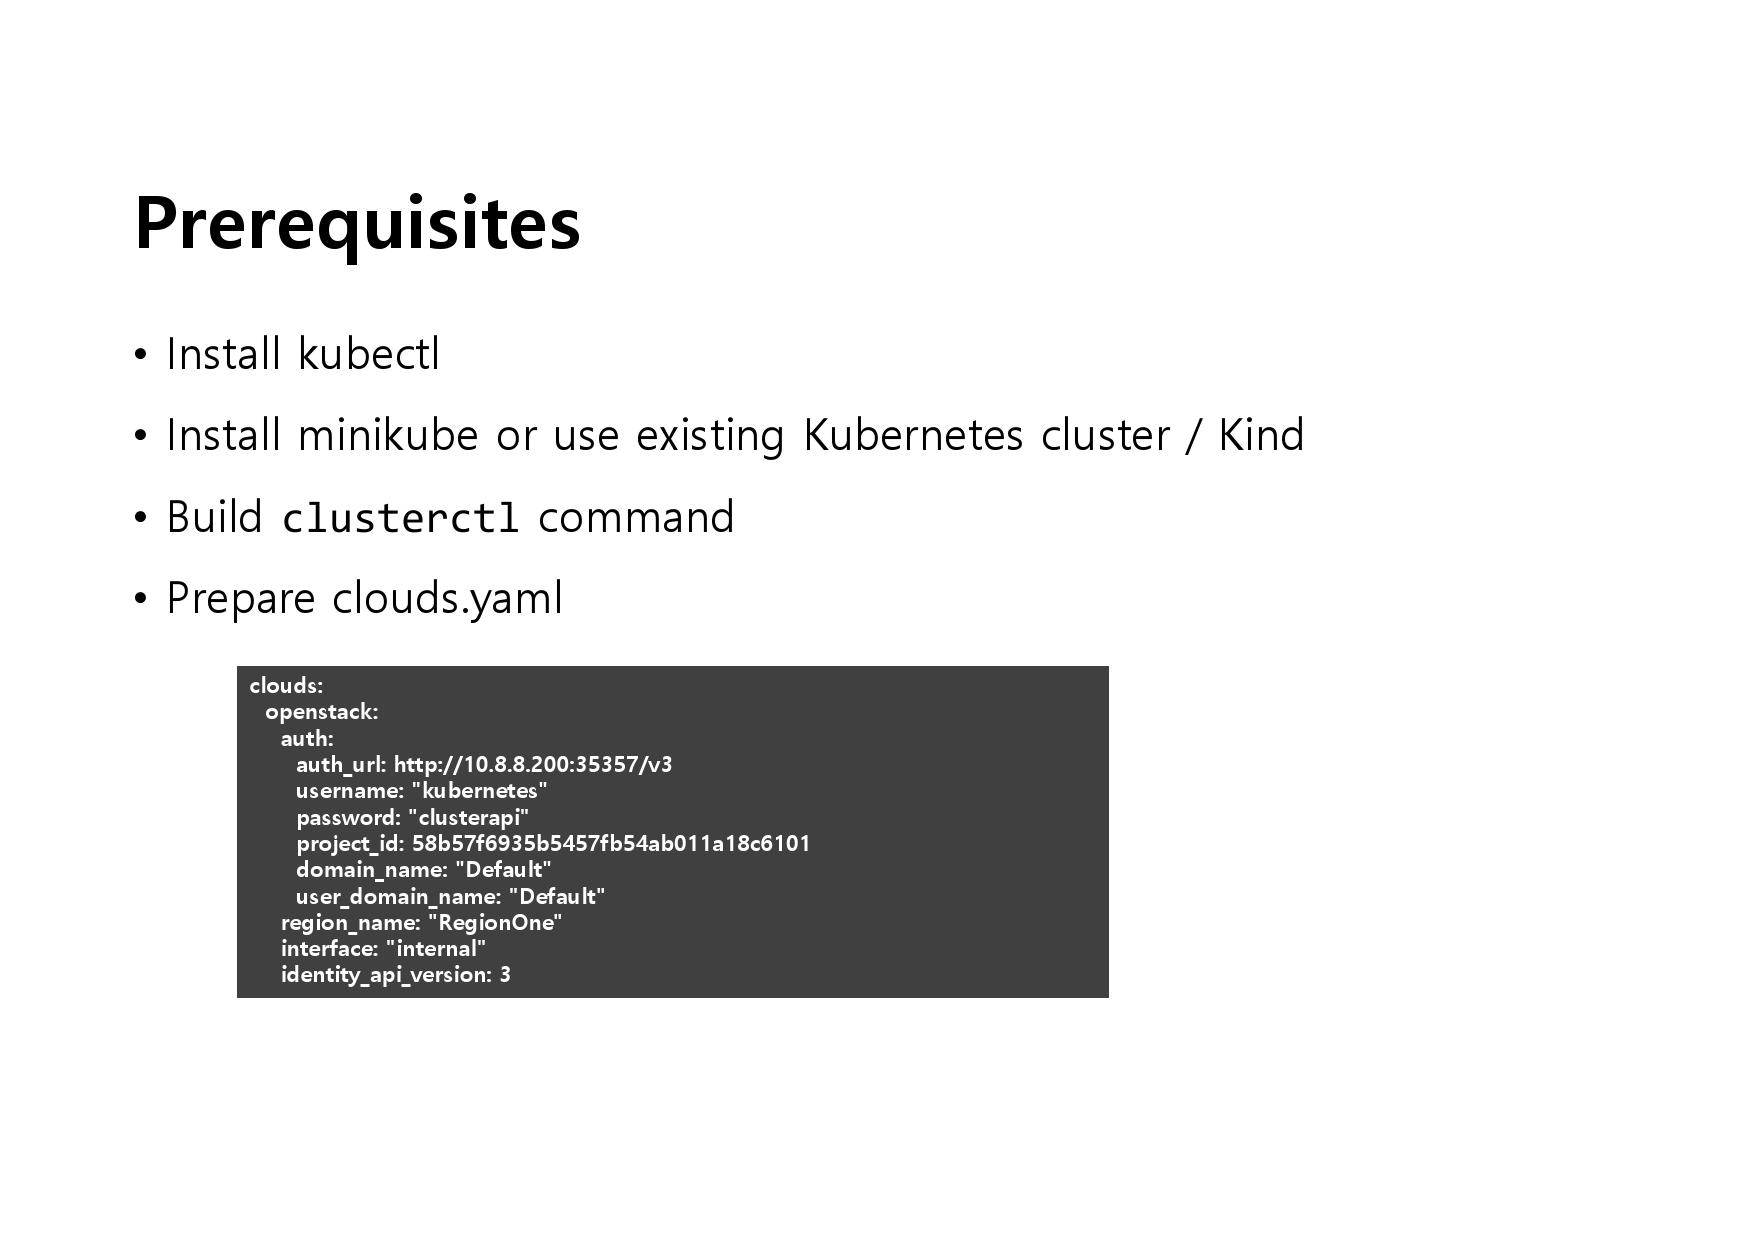 Prerequisites
• Install kubectl
• Install minikube or use existing Kubernetes cluster / Kind
• Build clusterctl command
• Prepare clouds.yaml
clouds:
  openstack:
    auth:
      auth_url: http://10.8.8.200:35357/v3
      username: "kubernetes"
      password: "clusterapi"
      project_id: 58b57f6935b5457fb54ab011a18c6101
      domain_name: "Default"
      user_domain_name: "Default"
    region_name: "RegionOne"
    interface: "internal"
    identity_api_version: 3